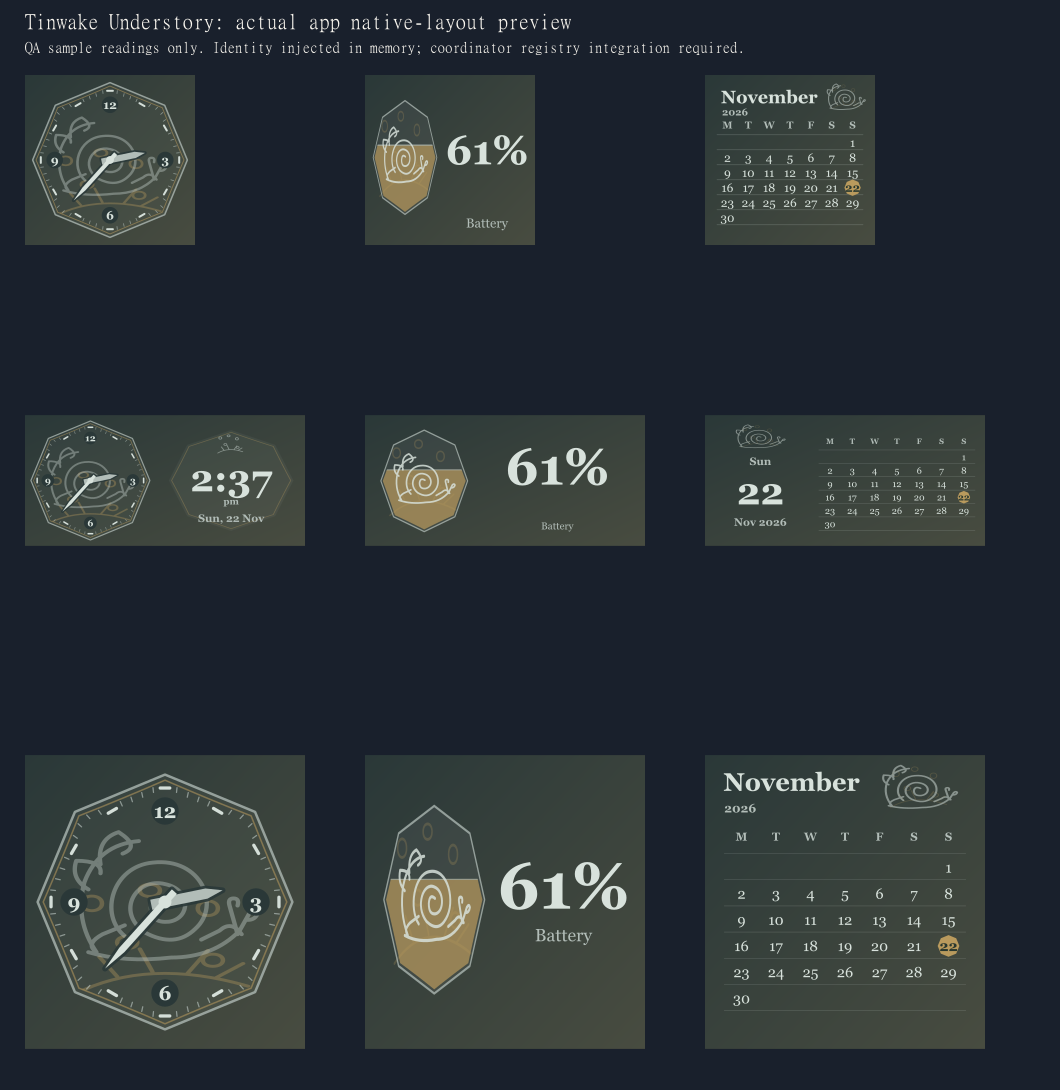 Tinwake Understory: actual app native-layout preview
QA sample readings only. Identity injected in memory; coordinator registry integration required.
12
9 3
6
61%
Battery
November
2026
M T W T F S S
1
2 3 4 5 6 7 8
9 10 11 12 13 14 15
16 17 18 19 20 21 22
23 24 25 26 27 28 29
30
12
9 3
6
2:37
pm
Sun, 22 Nov
61%
Battery
Sun
22
Nov 2026
M T W T F S S
1
2 3 4 5 6 7 8
9 10 11 12 13 14 15
16 17 18 19 20 21 22
23 24 25 26 27 28 29
30
12
9 3
6
61%
Battery
November
2026
M T W T F S S
1
2 3 4 5 6 7 8
9 10 11 12 13 14 15
16 17 18 19 20 21 22
23 24 25 26 27 28 29
30